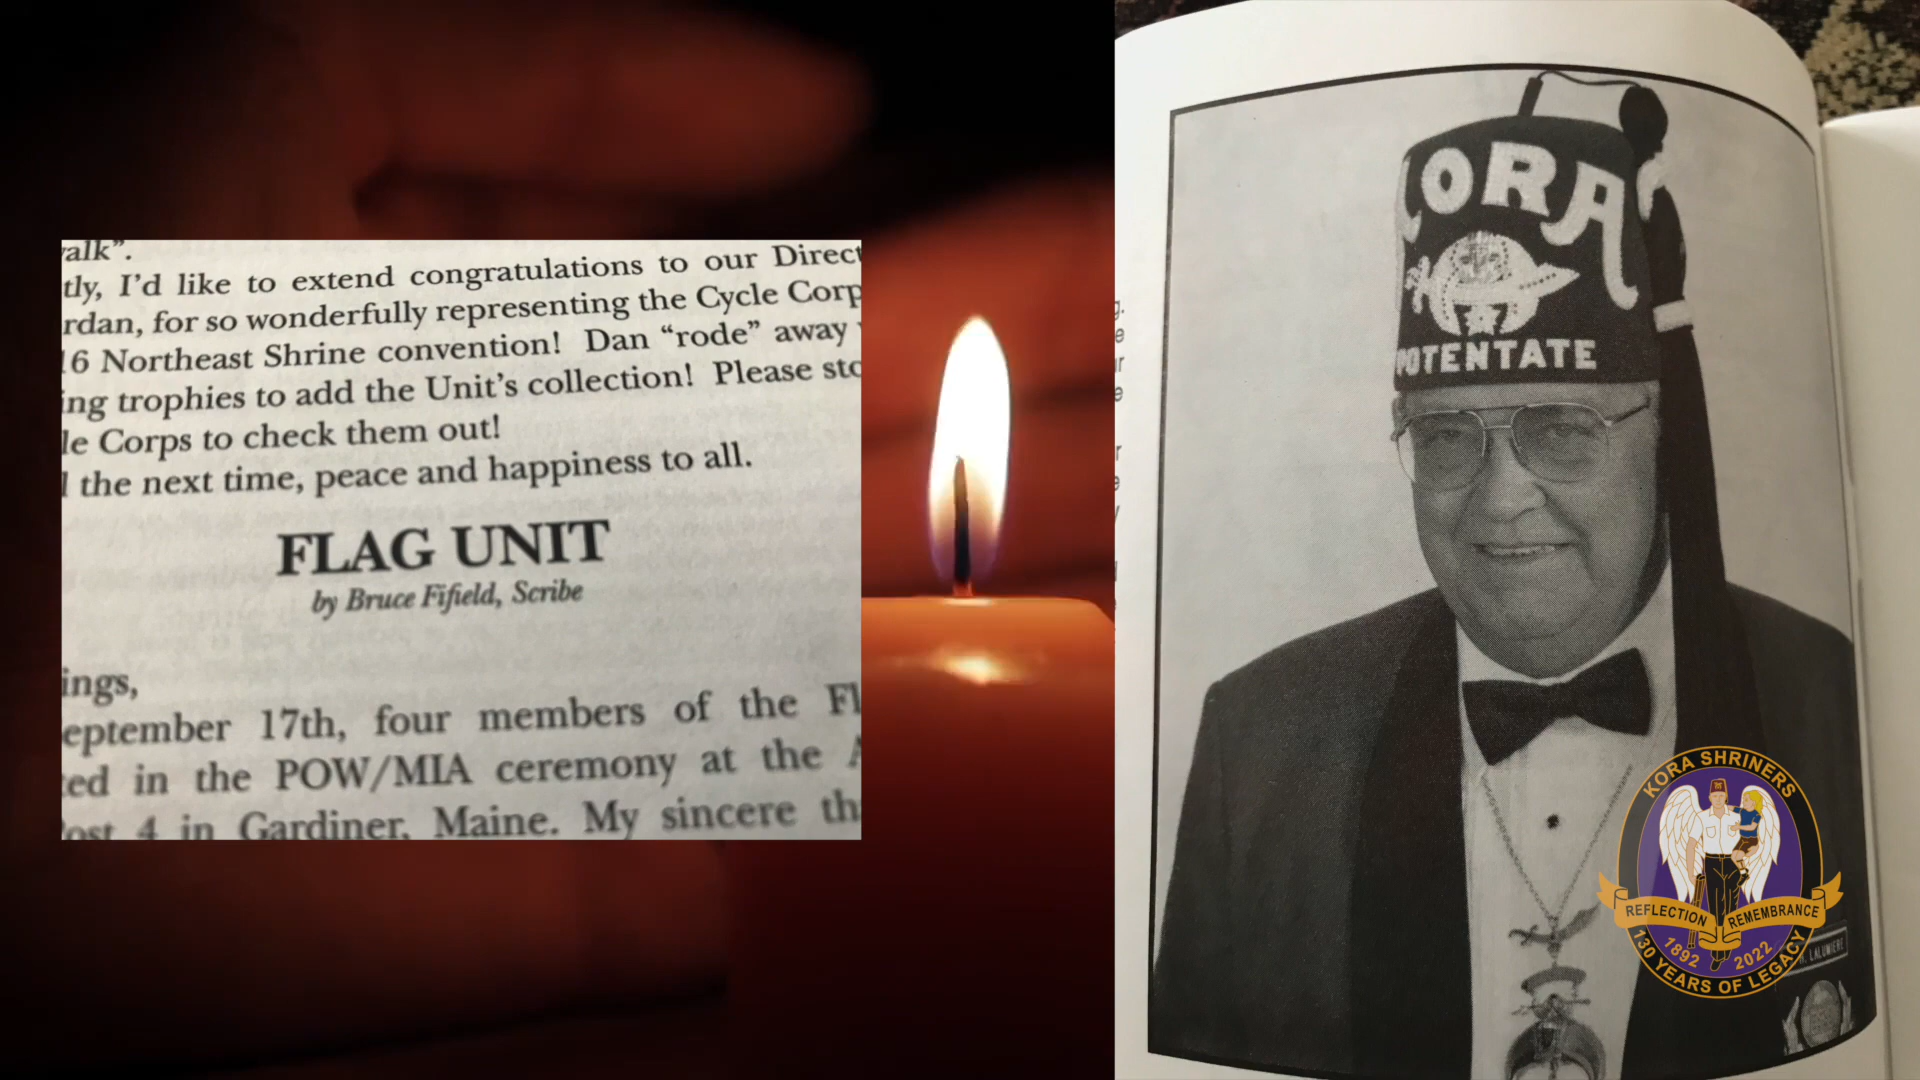 alk”.
tly, I’d like to extend congratulations to our Direct
rdan, for so wonderfully representing the Cycle Corp
16 Northeast Shrine convention! Dan “rode” away
ing trophies to add the Unit’s collection! Please sto
le Corps to check them out!
l the next time, peace and happiness to all.
FLAG UNIT
by Bruce Fifield, Scribe
ings,
eptember 17th, four members of the Fl
ted in the POW/MIA ceremony at the A
ost 4 in Gardiner, Maine. My sincere th
KORA
POTENTATE
KORA SHRINERS
REFLECTION REMEMBRANCE
1892 2022
130 YEARS OF LEGACY
LALUMIERE